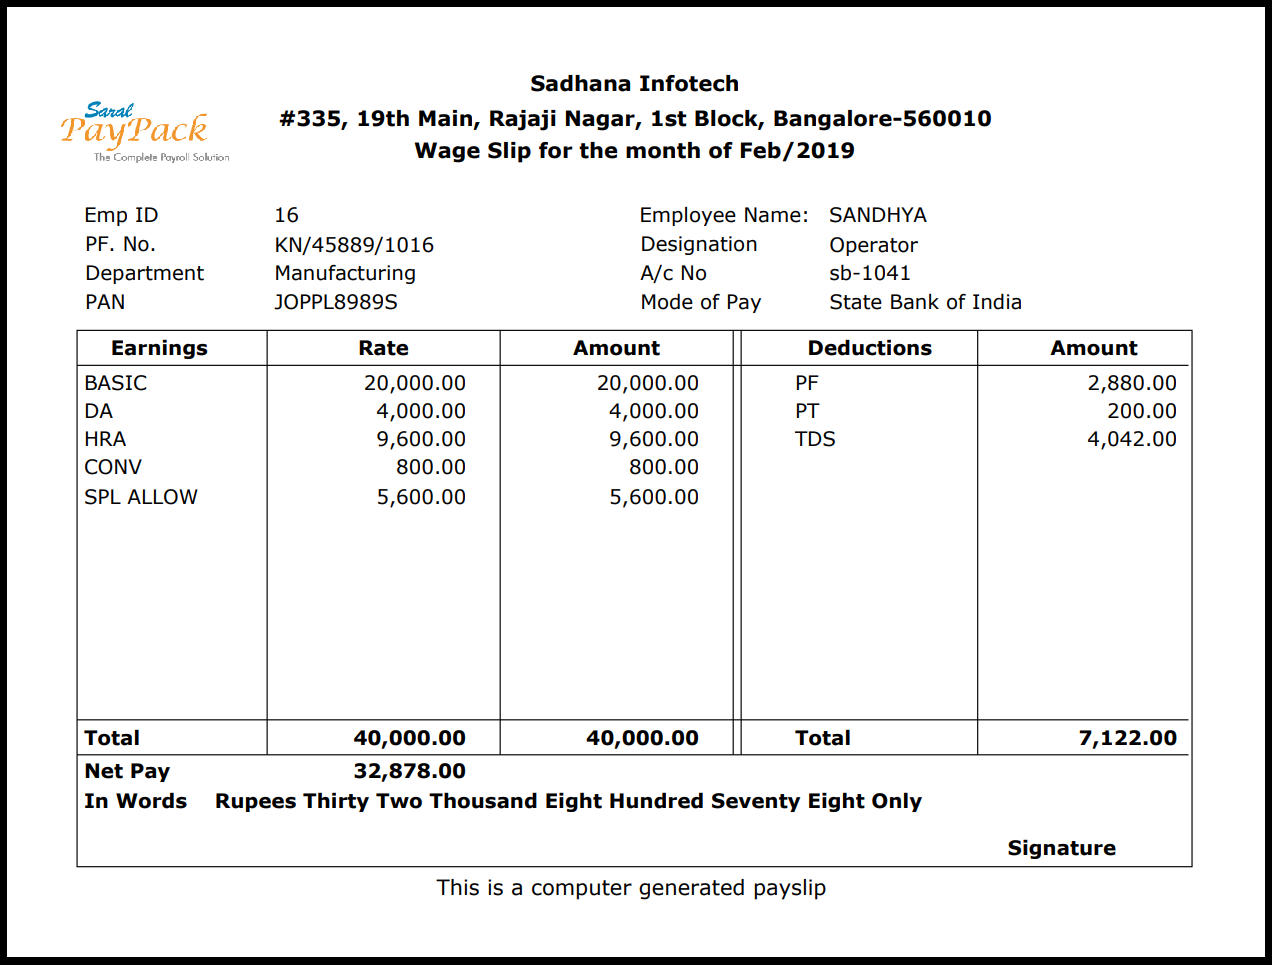 Sadhana Infotech
Saral
PayPack
The Complete Payroll Solution
#335, 19th Main, Rajaji Nagar, 1st Block, Bangalore-560010
Wage Slip for the month of Feb/2019
Emp ID 16 Employee Name: SANDHYA
PF. No. KN/45889/1016 Designation Operator
Department Manufacturing A/c No sb-1041
PAN JOPPL8989S Mode of Pay State Bank of India
Earnings Rate Amount Deductions Amount
BASIC 20,000.00 20,000.00 PF 2,880.00
DA 4,000.00 4,000.00 PT 200.00
HRA 9,600.00 9,600.00 TDS 4,042.00
CONV 800.00 800.00
SPL ALLOW 5,600.00 5,600.00
Total 40,000.00 40,000.00 Total 7,122.00
Net Pay 32,878.00
In Words Rupees Thirty Two Thousand Eight Hundred Seventy Eight Only
Signature
This is a computer generated payslip